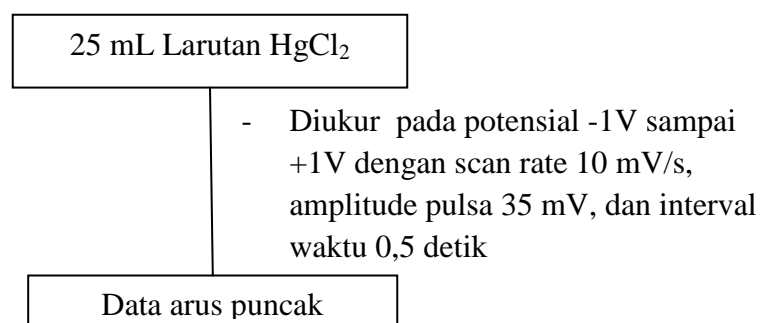 25 mL Larutan HgCl₂
- Diukur pada potensial -1V sampai
+1V dengan scan rate 10 mV/s,
amplitude pulsa 35 mV, dan interval
waktu 0,5 detik
Data arus puncak